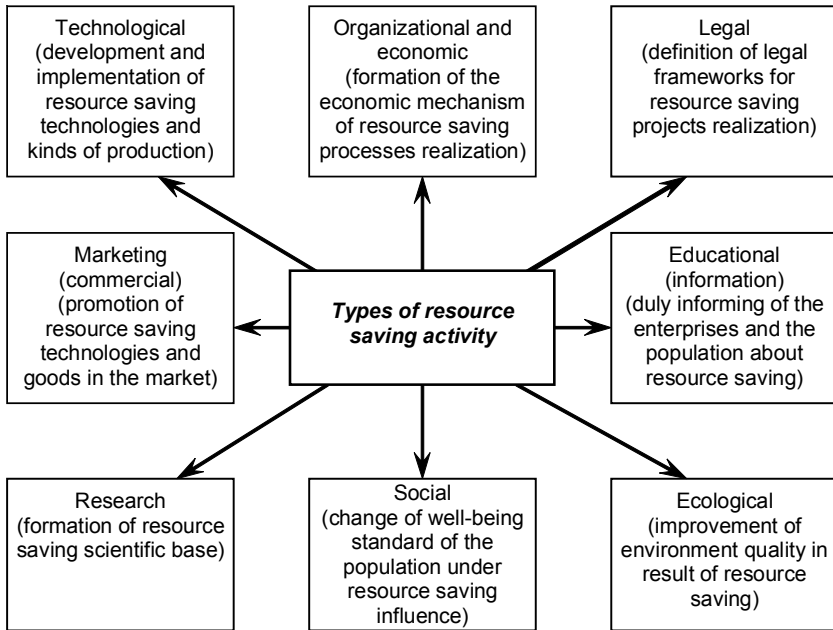 Technological
(development and
implementation of
resource saving
technologies and
kinds of production)
Organizational and
economic
(formation of the
economic mechanism
of resource saving
processes realization)
Legal
(definition of legal
frameworks for
resource saving
projects realization)
Marketing
(commercial)
(promotion of
resource saving
technologies and
goods in the market)
Types of resource
saving activity
Educational
(information)
(duly informing of the
enterprises and the
population about
resource saving)
Research
(formation of resource
saving scientific base)
Social
(change of well-being
standard of the
population under
resource saving
influence)
Ecological
(improvement of
environment quality in
result of resource
saving)